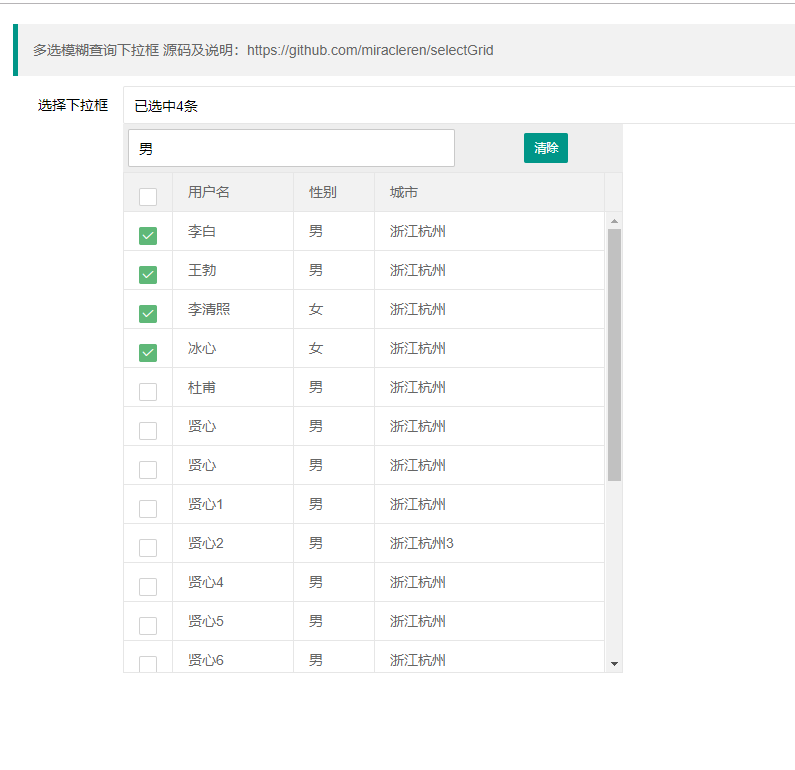 多选模糊查询下拉框 源码及说明：https://github.com/miracleren/selectGrid
选择下拉框 已选中4条
男 清除
用户名 性别 城市
李白 男 浙江杭州
王勃 男 浙江杭州
李清照 女 浙江杭州
冰心 女 浙江杭州
杜甫 男 浙江杭州
贤心 男 浙江杭州
贤心 男 浙江杭州
贤心1 男 浙江杭州
贤心2 男 浙江杭州3
贤心4 男 浙江杭州
贤心5 男 浙江杭州
贤心6 男 浙江杭州